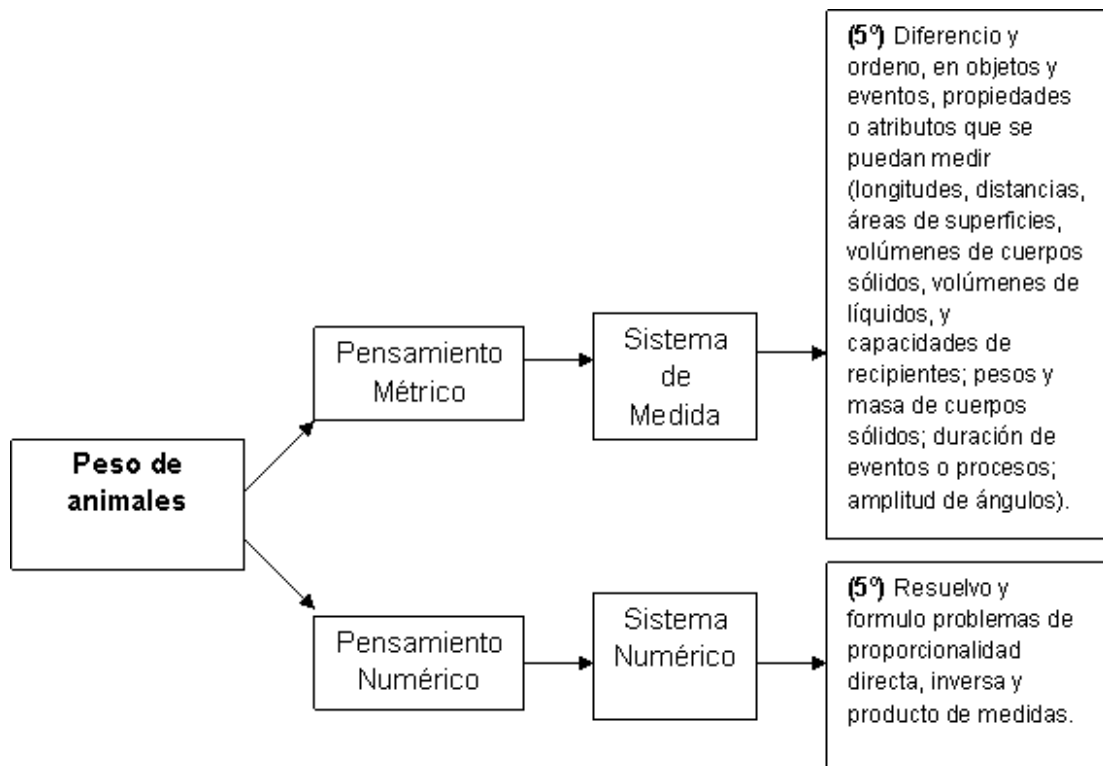 Peso de
animales
Pensamiento
Métrico
Sistema
de
Medida
(5º) Diferencio y
ordeno, en objetos y
eventos, propiedades
o atributos que se
puedan medir
(longitudes, distancias,
áreas de superficies,
volúmenes de cuerpos
sólidos, volúmenes de
líquidos, y
capacidades de
recipientes; pesos y
masa de cuerpos
sólidos; duración de
eventos o procesos;
amplitud de ángulos).
Pensamiento
Numérico
Sistema
Numérico
(5º) Resuelvo y
formulo problemas de
proporcionalidad
directa, inversa y
producto de medidas.